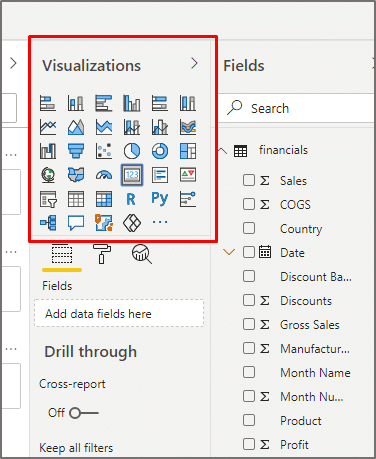 Visualizations
123
R
Py
Fields
Add data fields here
Drill through
Cross-report
Off
Keep all filters
Fields
Search
financials
Sales
COGS
Country
Date
Discount Ba...
Discounts
Gross Sales
Manufactur...
Month Name
Month Nu...
Product
Profit